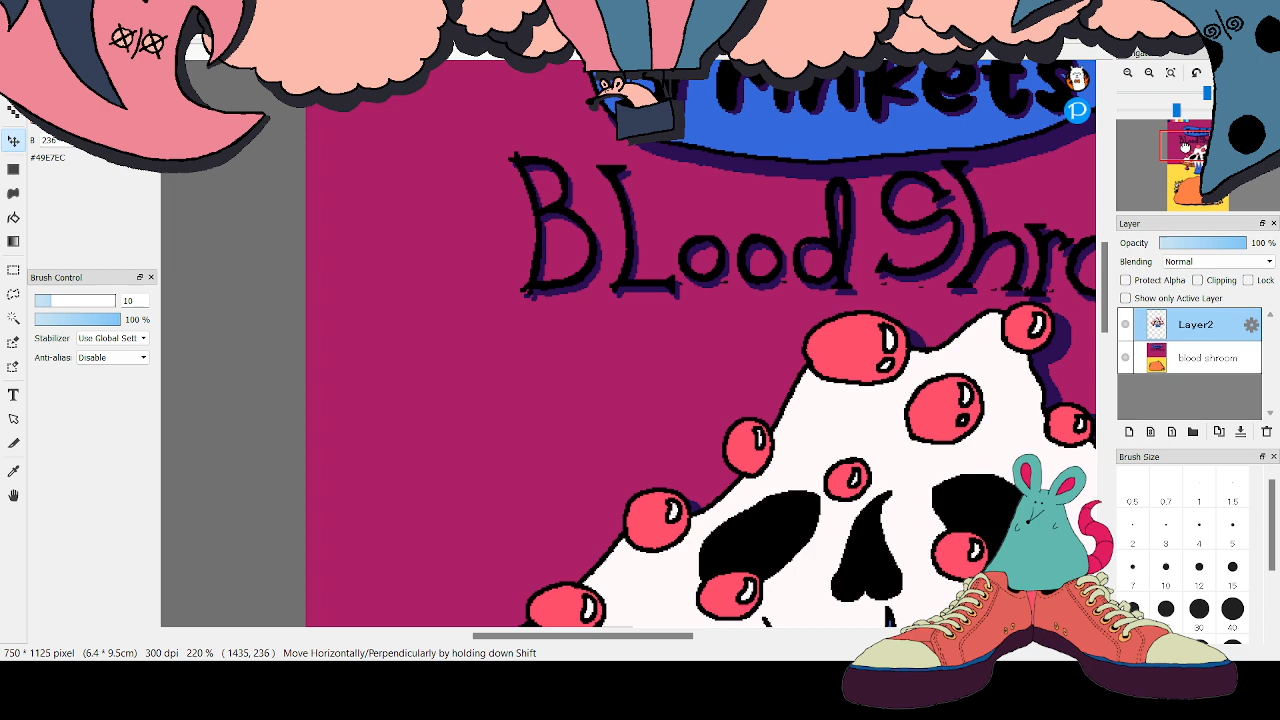 B 236
#49E7EC
BLood Shro
Brush Control
10
100 %
Stabilizer Use Global Sett
Anti-alias: Disable
Layer
Opacity 100 %
Blending Normal
Protect Alpha Clipping Lock
Show only Active Layer
Layer2
blood shroom
Brush Size
0.5 0.7 1 1.5
2 3 4 5
7 10 12 15
30 40
750 * 1125 pixel (6.4 * 9.5cm) 300 dpi 220 % ( 1435, 236 ) Move Horizontally/Perpendicularly by holding down Shift